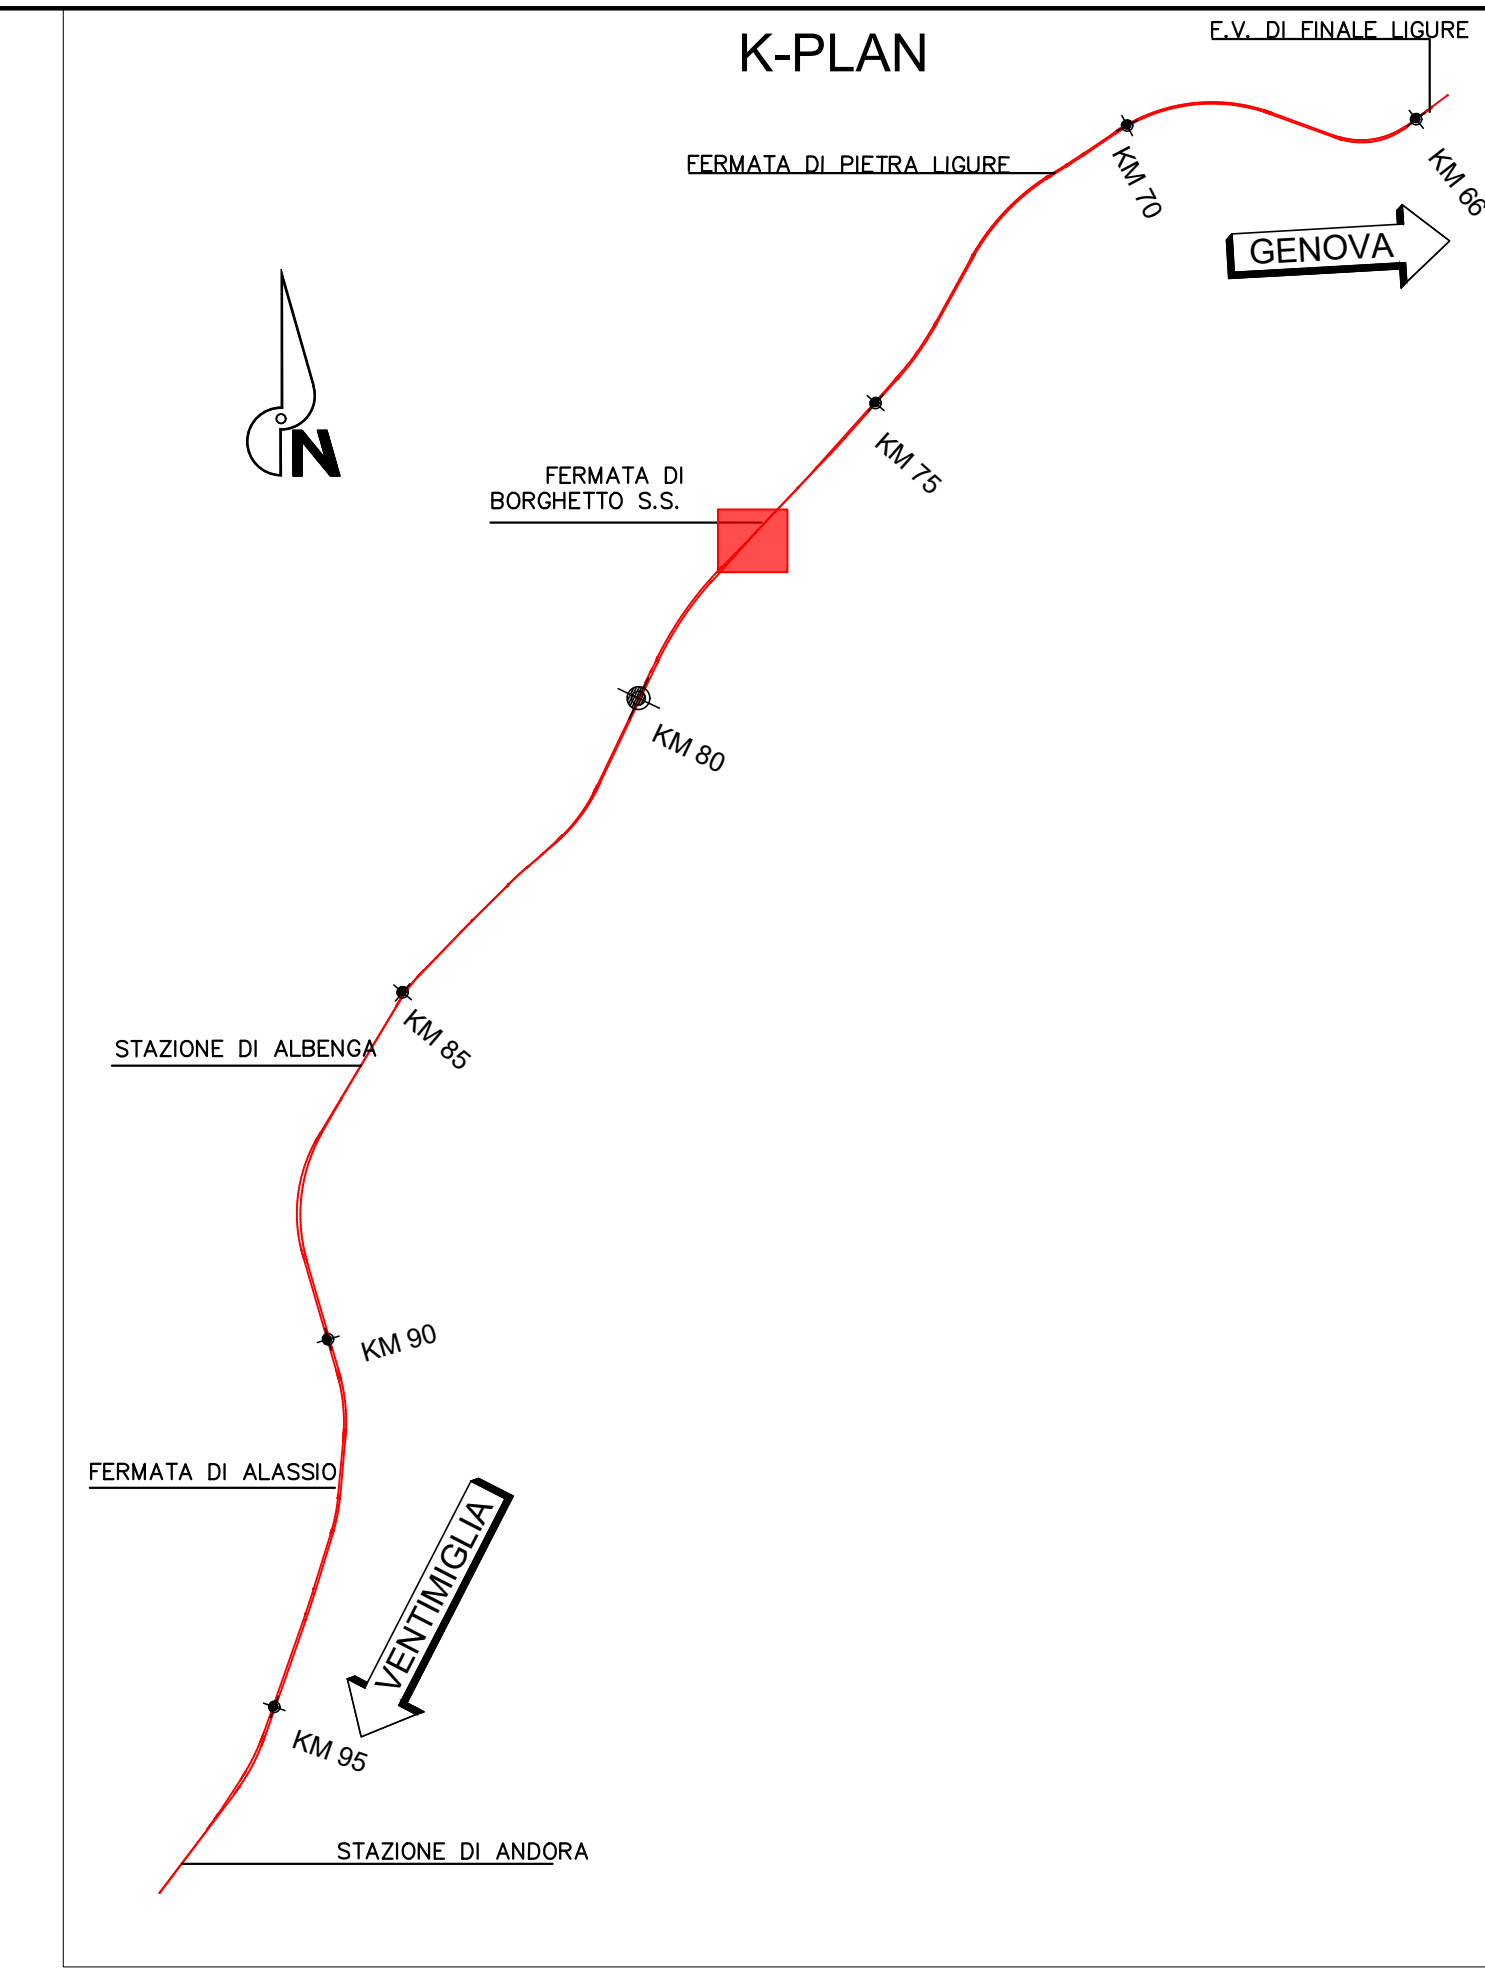 K-PLAN
F.V. DI FINALE LIGURE
FERMATA DI PIETRA LIGURE
KM 70
KM 66
GENOVA
N
KM 75
FERMATA DI
BORGHETTO S.S.
KM 80
KM 85
STAZIONE DI ALBENGA
KM 90
FERMATA DI ALASSIO
VENTIMIGLIA
KM 95
STAZIONE DI ANDORA